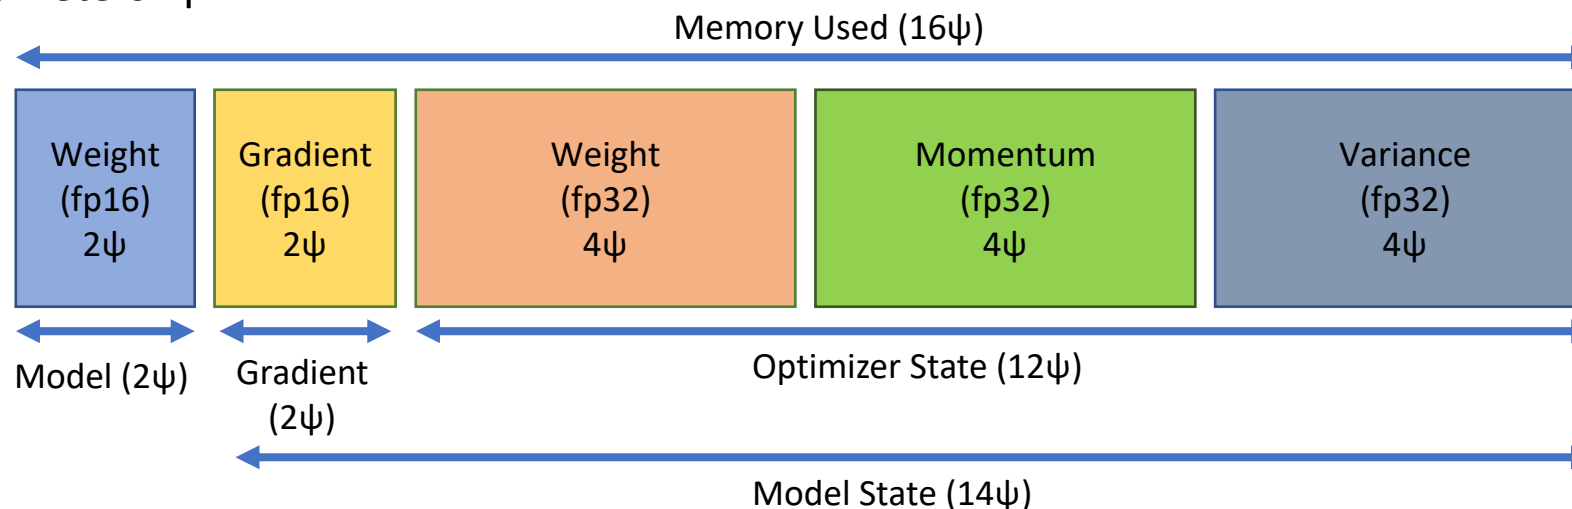 Memory Used (16ψ)
Weight
(fp16)
2ψ
Gradient
(fp16)
2ψ
Weight
(fp32)
4ψ
Momentum
(fp32)
4ψ
Variance
(fp32)
4ψ
Model (2ψ)
Gradient
(2ψ)
Optimizer State (12ψ)
Model State (14ψ)